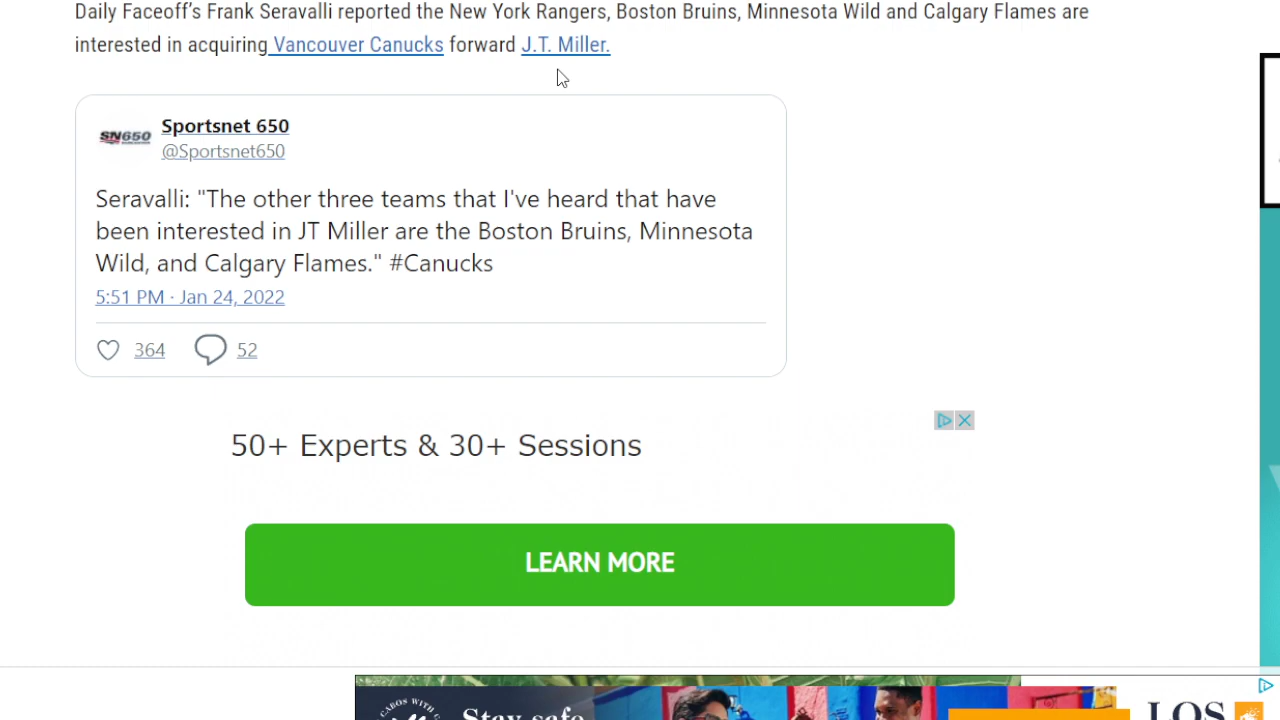 Daily Faceoff’s Frank Seravalli reported the New York Rangers, Boston Bruins, Minnesota Wild and Calgary Flames are
interested in acquiring Vancouver Canucks forward J.T. Miller.
SN650
Sportsnet 650
@Sportsnet650
Seravalli: "The other three teams that I've heard that have
been interested in JT Miller are the Boston Bruins, Minnesota
Wild, and Calgary Flames." #Canucks
5:51 PM · Jan 24, 2022
364 52
50+ Experts & 30+ Sessions
LEARN MORE
CABOS WITH C
Stay safe
LOS